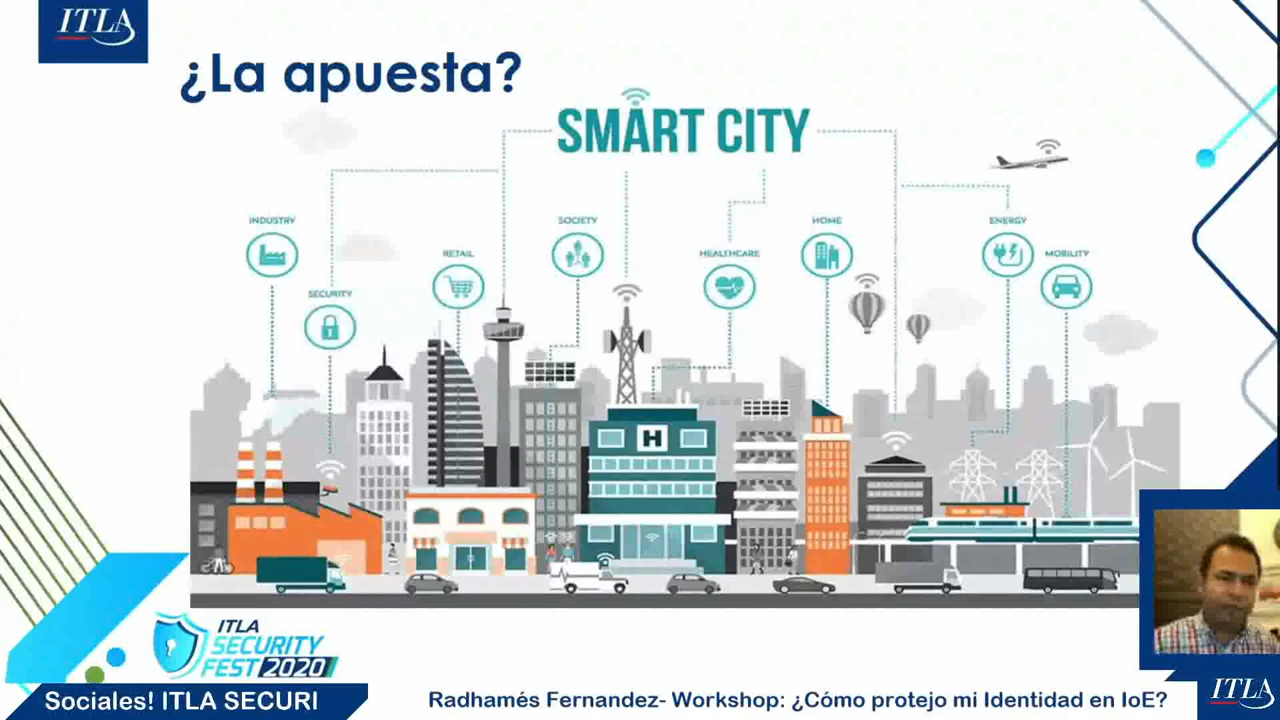 ITLA
¿La apuesta?
SMART CITY
INDUSTRY
SOCIETY
HOME
ENERGY
RETAIL
HEALTHCARE
MOBILITY
SECURITY
H
ITLA
SECURITY
FEST 2020
Sociales! ITLA SECURI
Radhamés Fernandez- Workshop: ¿Cómo protejo mi Identidad en IoE?
ITLA